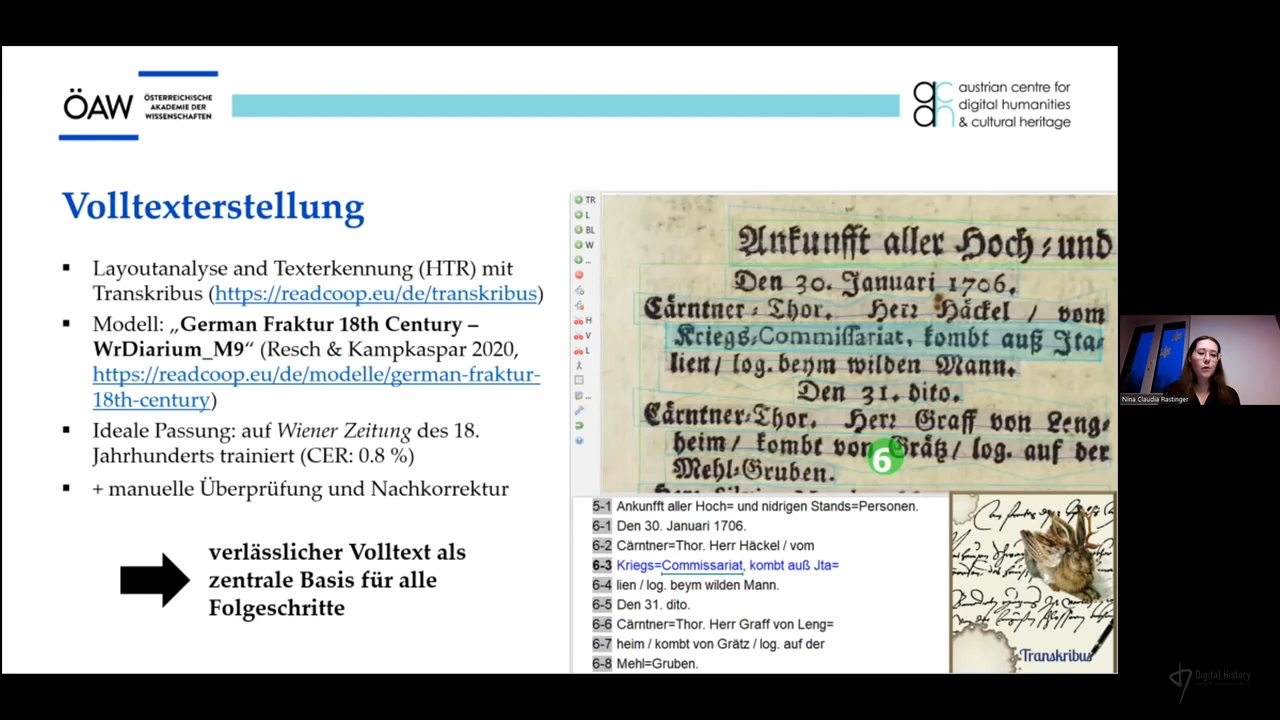 ÖAW
ÖSTERREICHISCHE
AKADEMIE DER
WISSENSCHAFTEN
austrian centre for
digital humanities
& cultural heritage
Volltexterstellung
Layoutanalyse and Texterkennung (HTR) mit
Transkribus (https://readcoop.eu/de/transkribus)
Modell: „German Fraktur 18th Century –
WrDiarium_M9“ (Resch & Kampkaspar 2020,
https://readcoop.eu/de/modelle/german-fraktur-
18th-century)
Ideale Passung: auf Wiener Zeitung des 18.
Jahrhunderts trainiert (CER: 0.8 %)
+ manuelle Überprüfung und Nachkorrektur
verlässlicher Volltext als
zentrale Basis für alle
Folgeschritte
TR
L
BL
W
H
V
L
Ankunfft aller Hoch⸗und
Den 30. Januari 1706.
Cärntner⸗Thor. Herr Häckel / vom
Kriegs⸗Commissariat, kombt auß Jta⸗
lien/ log. beym wilden Mann.
Den 31. dito.
Cärntner⸗Thor. Herr Graff von Leng⸗
heim/ kombt von Grätz/ log. auf der
Mehl⸗Gruben.
6
5-1 Ankunfft aller Hoch= und nidrigen Stands=Personen.
6-1 Den 30. Januari 1706.
6-2 Cärntner=Thor. Herr Häckel / vom
6-3 Kriegs=Commissariat, kombt auß Jta=
6-4 lien / log. beym wilden Mann.
6-5 Den 31. dito.
6-6 Cärntner=Thor. Herr Graff von Leng=
6-7 heim / kombt von Grätz / log. auf der
6-8 Mehl=Gruben.
Transkribus
Nina Claudia Rastinger
Digital History